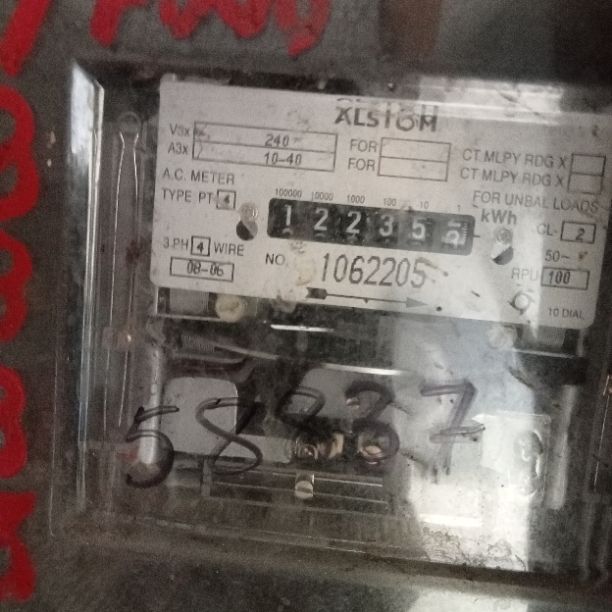 ALSTOM
V3x 240 FOR CT MLPY RDG X
A3x 10-40 FOR CT MLPY RDG X
A.C. METER FOR UNBAL LOADS
TYPE PT 4
100000 10000 1000 100 10 1
1 2 2 3 5 5 kWh CL- 2
3 PH 4 WIRE 50~
08-06 NO. 1062205 RPU 100
10 DIAL
58887